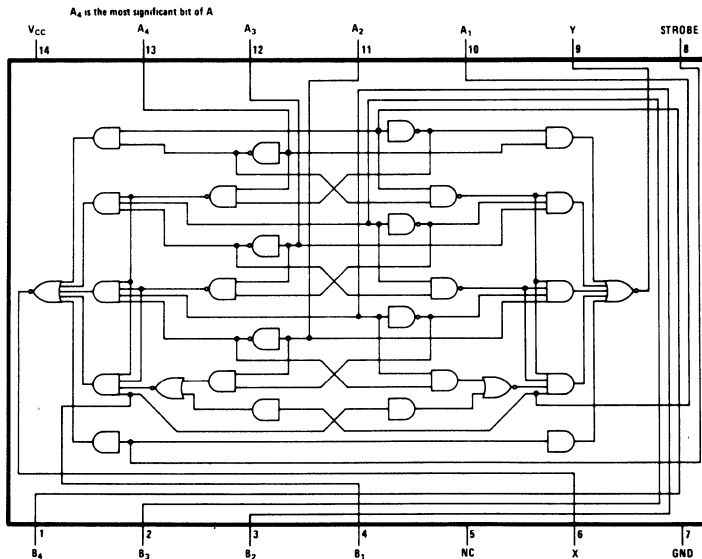 A4 is the most significant bit of A
VCC A4 A3 A2 A1 Y STROBE
14 13 12 11 10 9 8
1 2 3 4 5 6 7
B4 B3 B2 B1 NC X GND